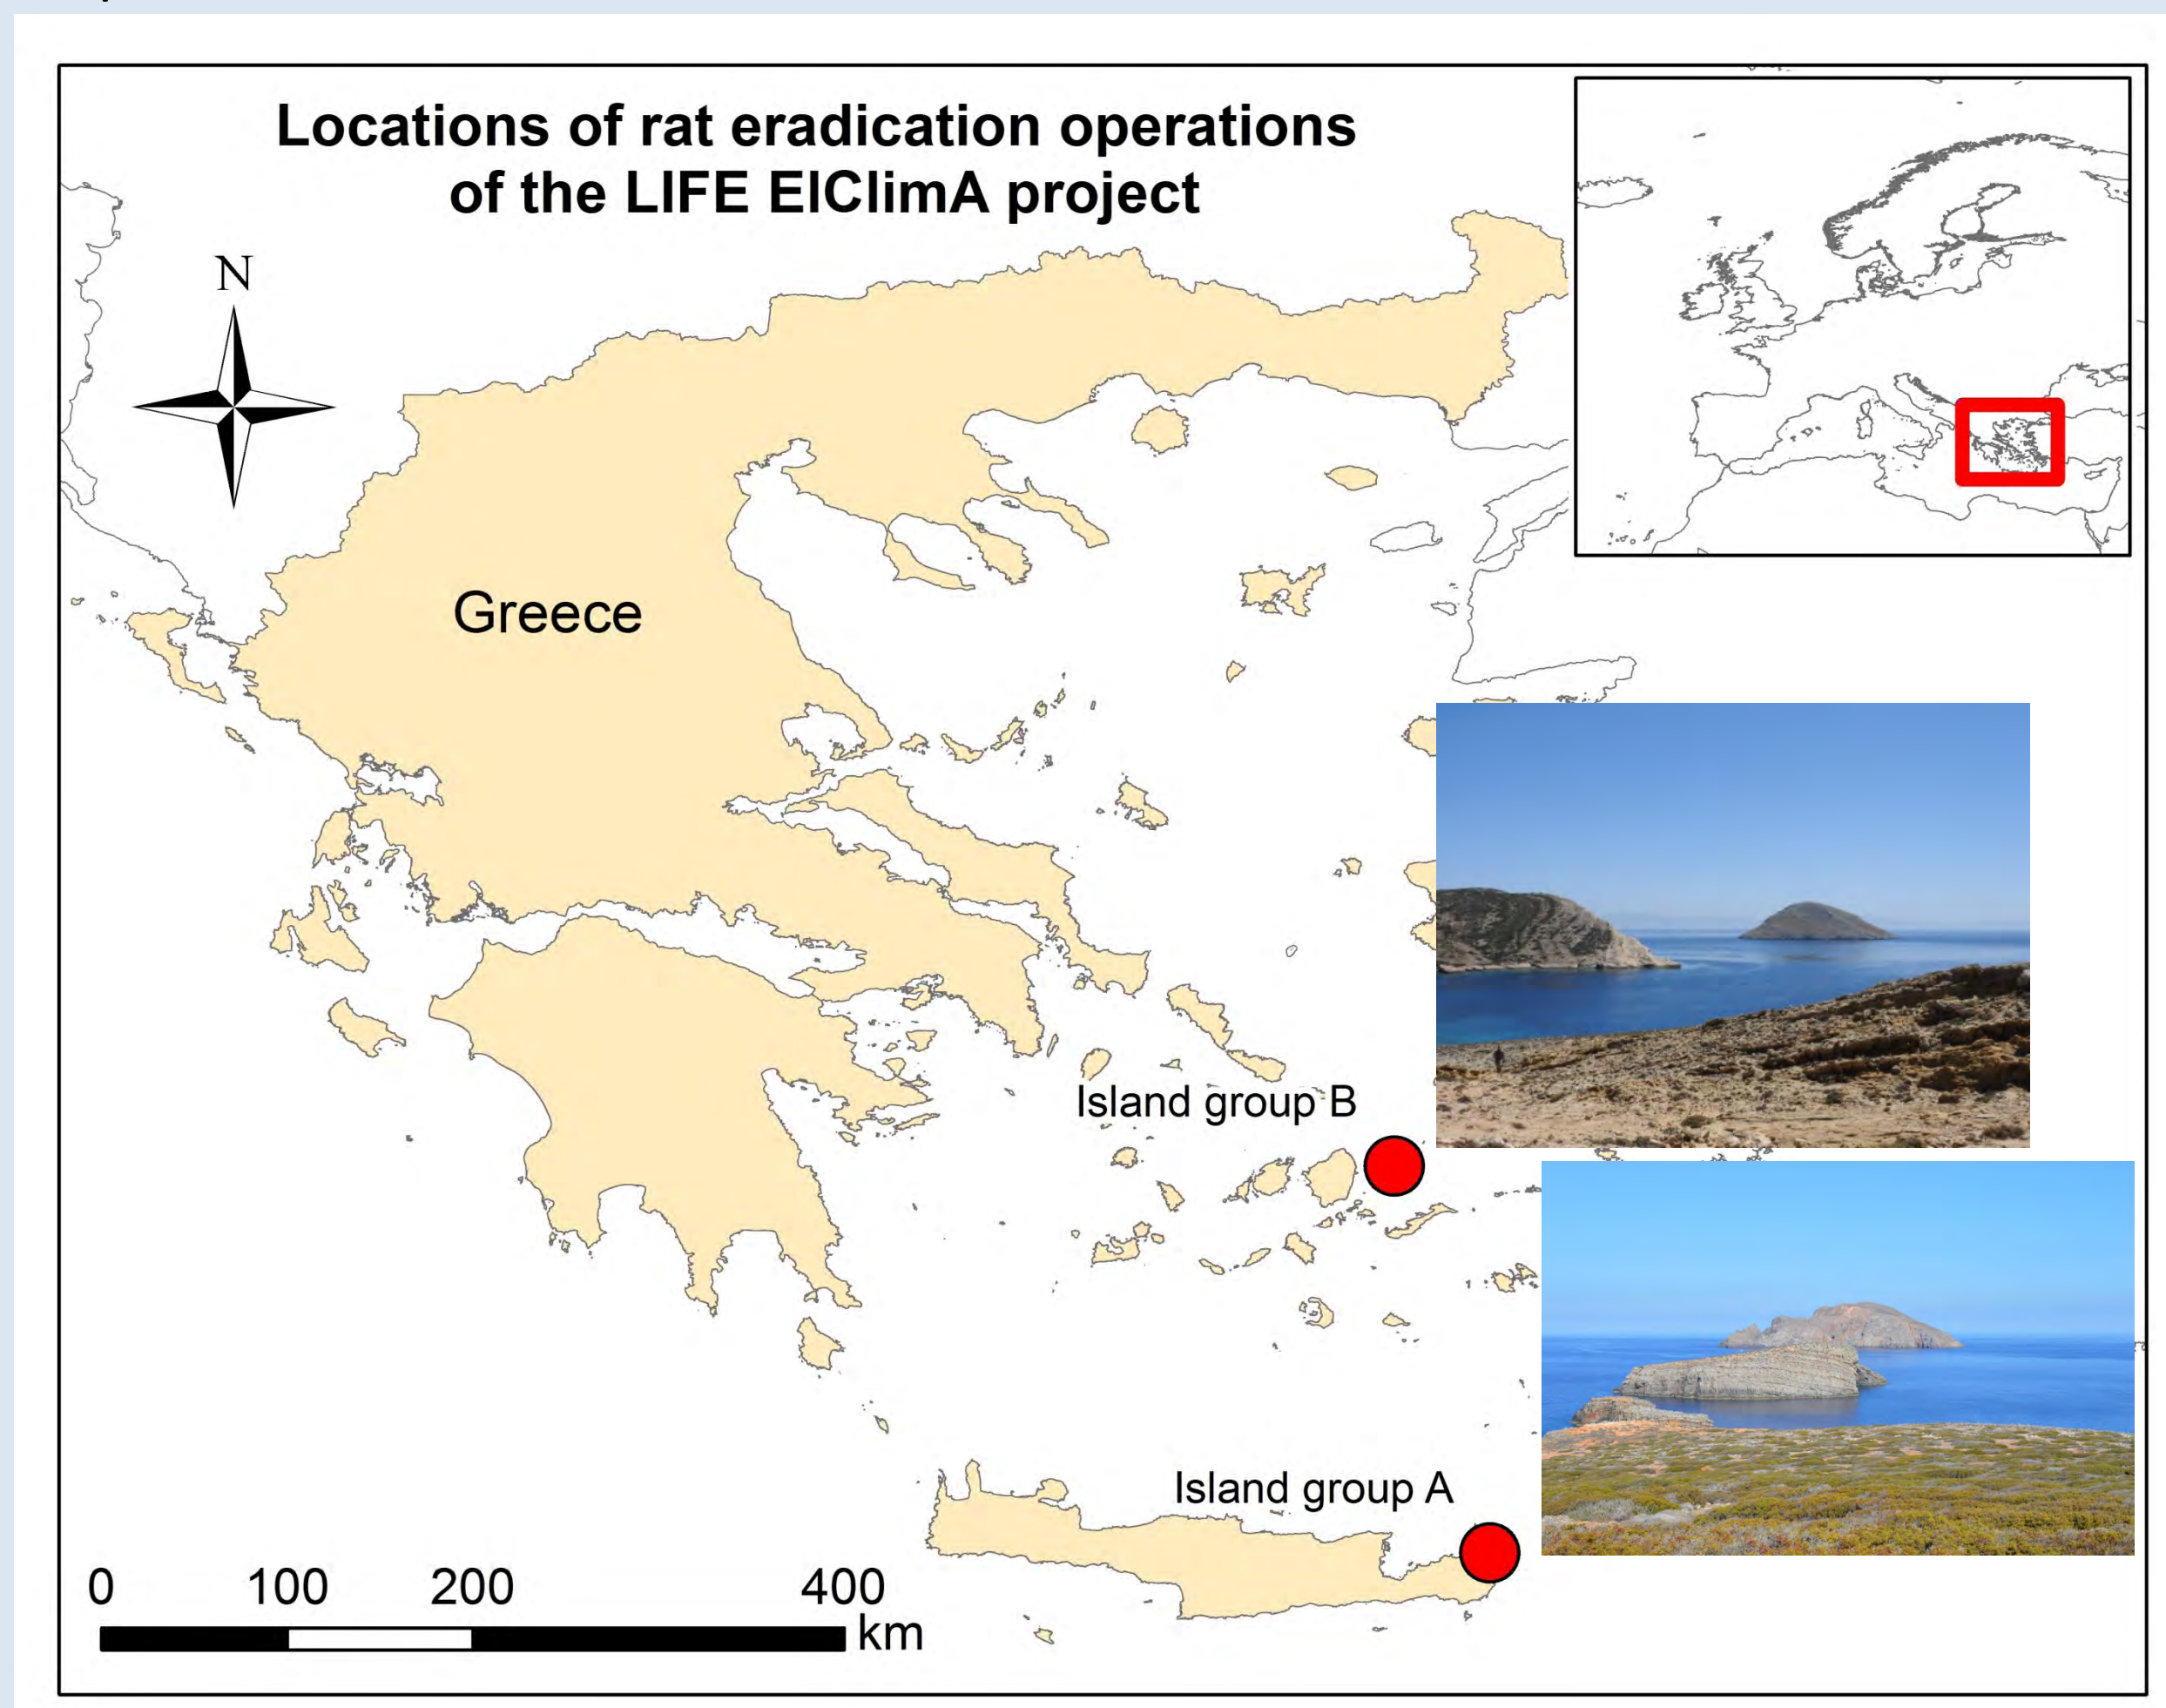 Locations of rat eradication operations
of the LIFE ElClimA project
N
Greece
Island group B
Island group A
0 100 200 400
km